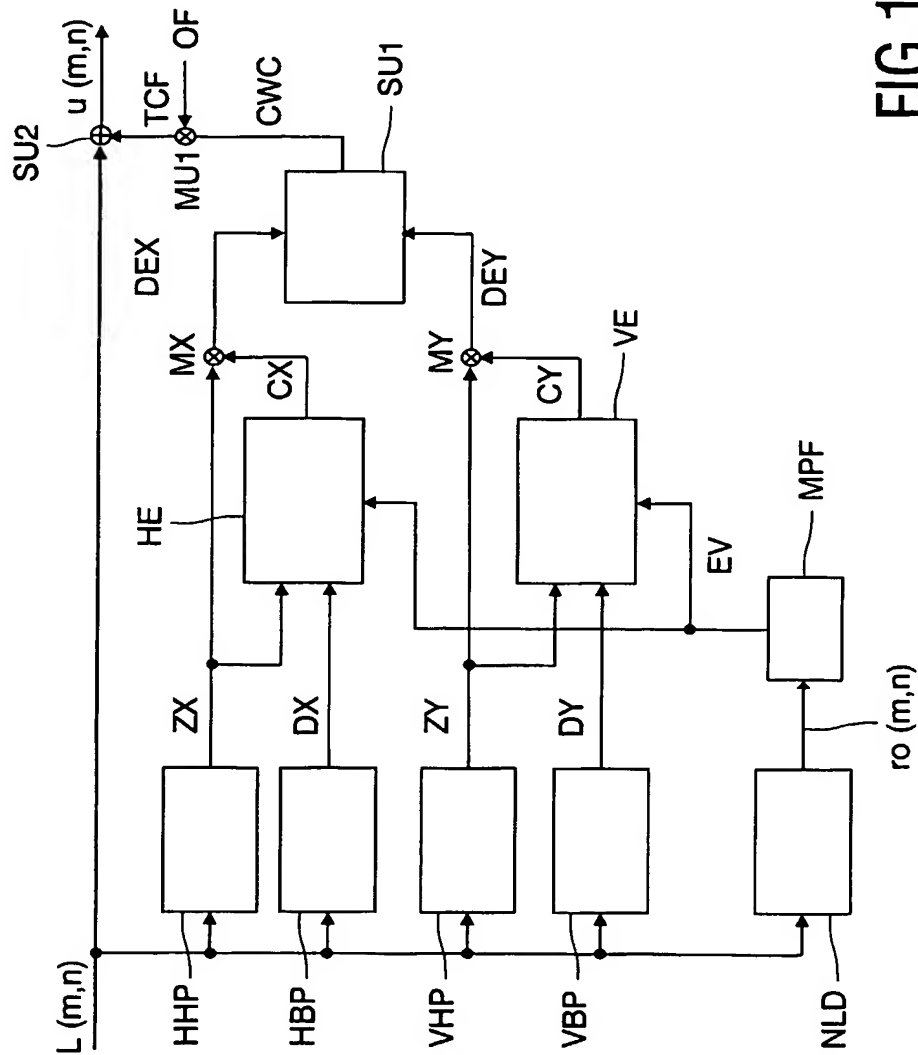 L (m,n)
SU2
u (m,n)
TCF
OF
MU1
CWC
SU1
DEX
MX
CX
HE
ZX
HHP
DX
HBP
DEY
MY
CY
VE
ZY
VHP
DY
VBP
EV
MPF
ro (m,n)
NLD
FIG 1